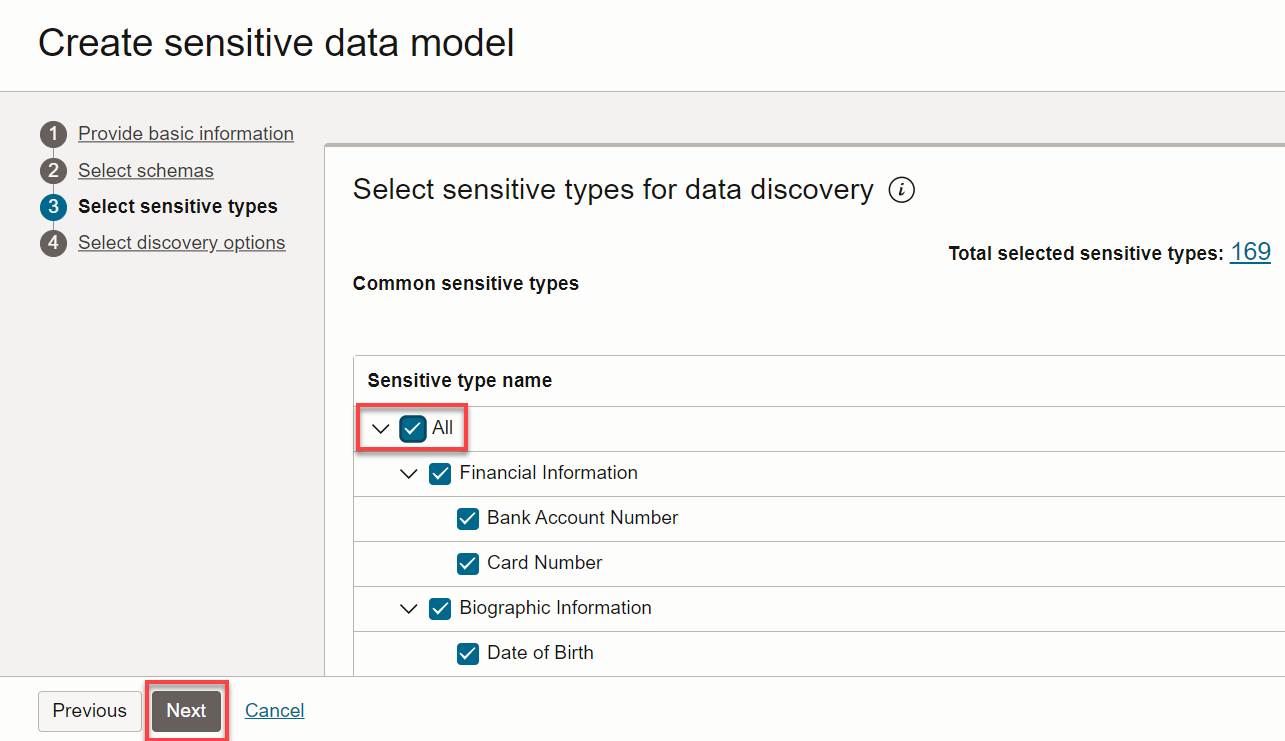 Create sensitive data model
1 Provide basic information
2 Select schemas
3 Select sensitive types
4 Select discovery options
Select sensitive types for data discovery i
Total selected sensitive types: 169
Common sensitive types
Sensitive type name
All
Financial Information
Bank Account Number
Card Number
Biographic Information
Date of Birth
Previous Next Cancel